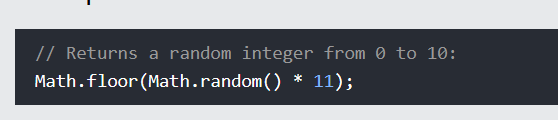 // Returns a random integer from 0 to 10:
Math.floor(Math.random() * 11);